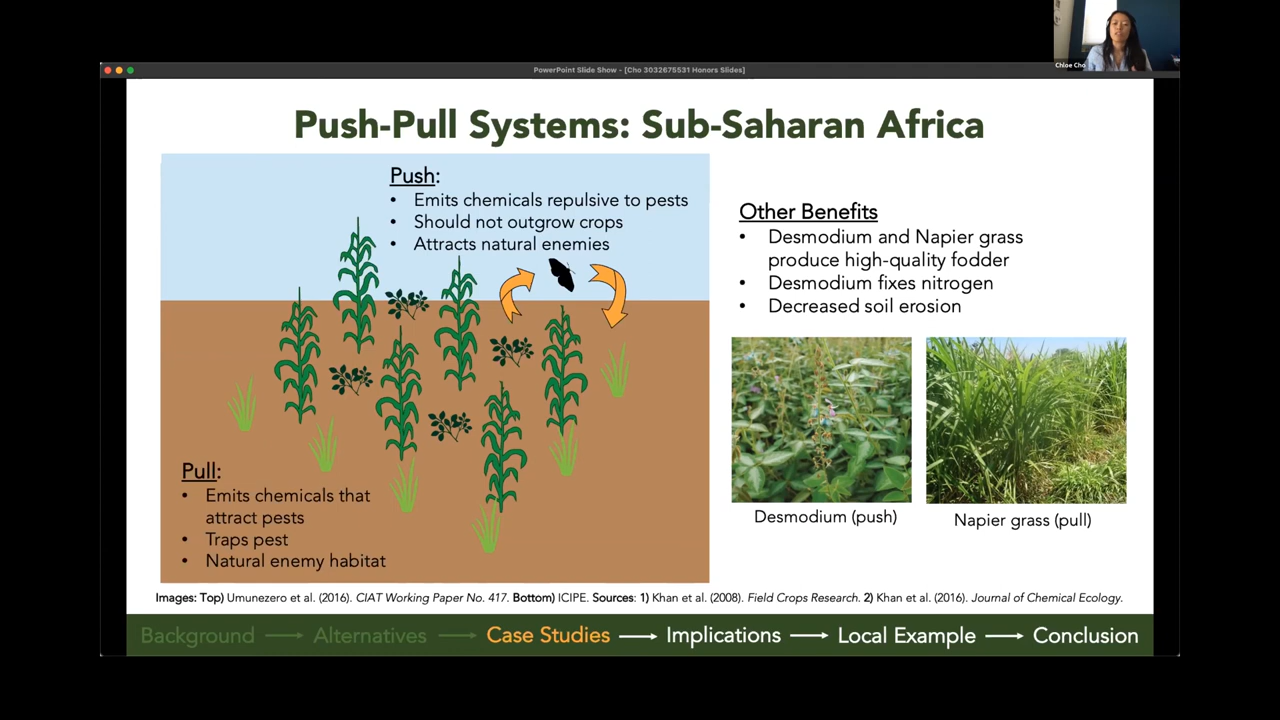 Chloe Cho
PowerPoint Slide Show - [Cho 3032675531 Honors Slides]
Push-Pull Systems: Sub-Saharan Africa
Push:
• Emits chemicals repulsive to pests
• Should not outgrow crops
• Attracts natural enemies
Pull:
• Emits chemicals that
attract pests
• Traps pest
• Natural enemy habitat
Other Benefits
• Desmodium and Napier grass
produce high-quality fodder
• Desmodium fixes nitrogen
• Decreased soil erosion
Desmodium (push)
Napier grass (pull)
Images: Top) Umunezero et al. (2016). CIAT Working Paper No. 417. Bottom) ICIPE. Sources: 1) Khan et al. (2008). Field Crops Research. 2) Khan et al. (2016). Journal of Chemical Ecology.
Background → Alternatives → Case Studies → Implications → Local Example → Conclusion